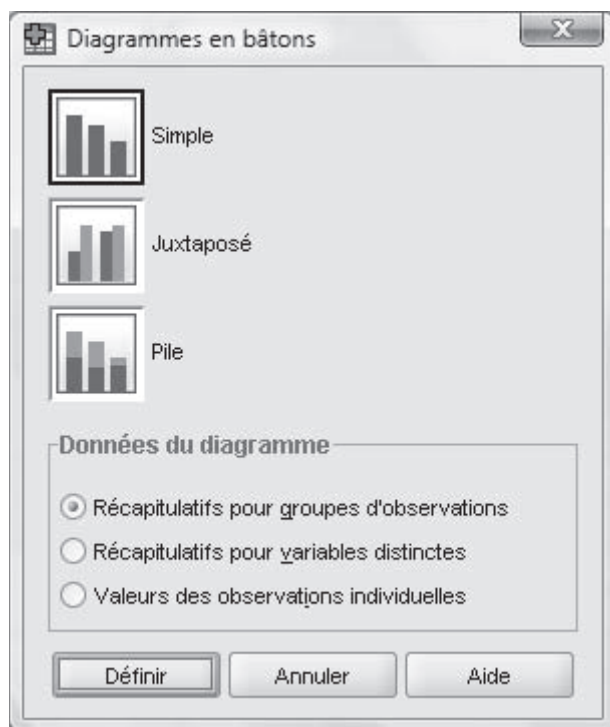 Diagrammes en bâtons
Simple
Juxtaposé
Pile
Données du diagramme
Récapitulatifs pour groupes d'observations
Récapitulatifs pour variables distinctes
Valeurs des observations individuelles
Définir Annuler Aide